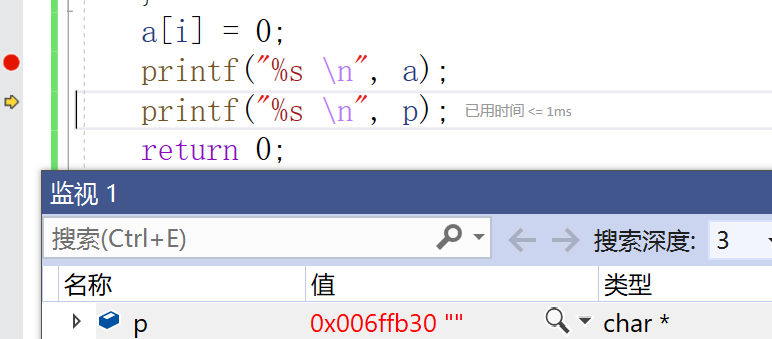 a[i] = 0;
printf("%s \n", a);
printf("%s \n", p); 已用时间 <= 1ms
return 0;
监视 1
搜索(Ctrl+E) 搜索深度: 3
名称 值 类型
p 0x006ffb30 "" char *